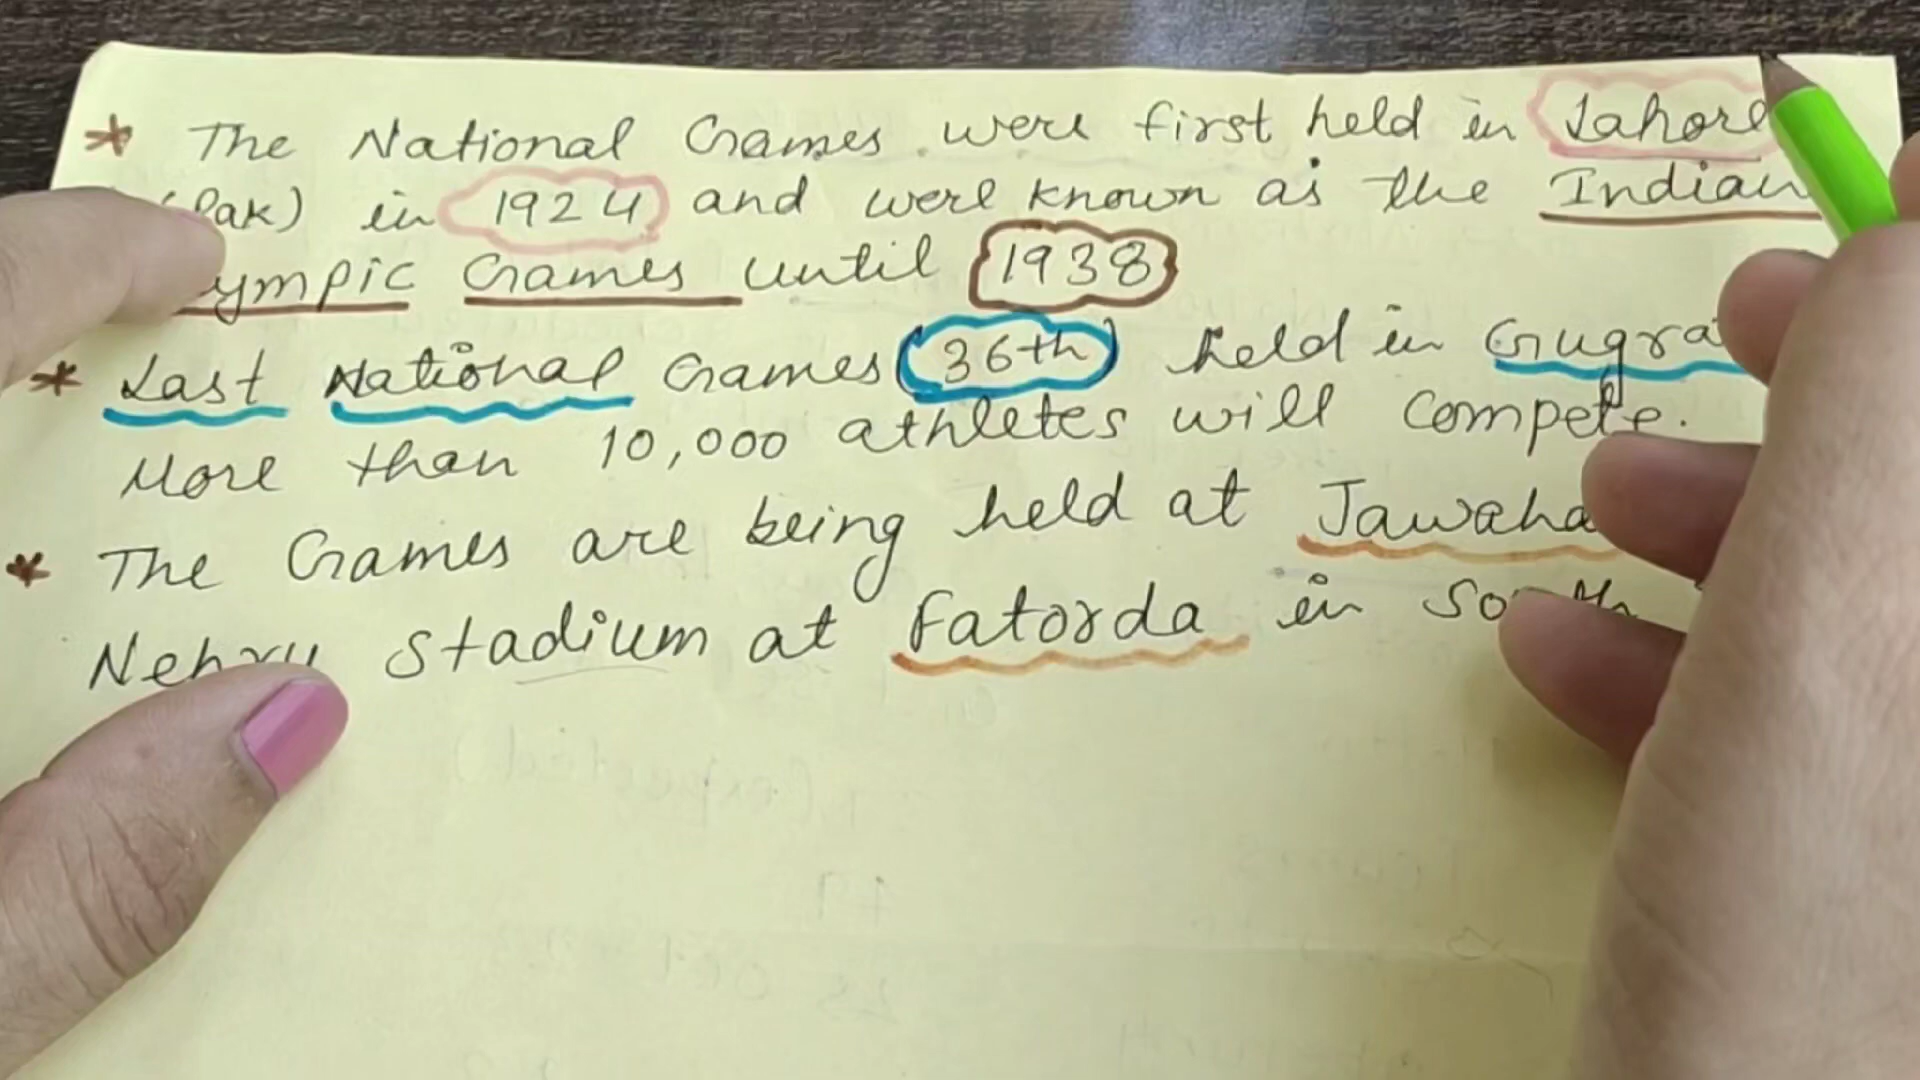 * The National Games were first held in Lahore
(Pak) in 1924 and were known as the Indian
ympic Games until 1938
* Last National Games (36th) held in Gugra
More than 10,000 athletes will compete.
* The Games are being held at Jawaha
Nehru Stadium at Fatorda in South